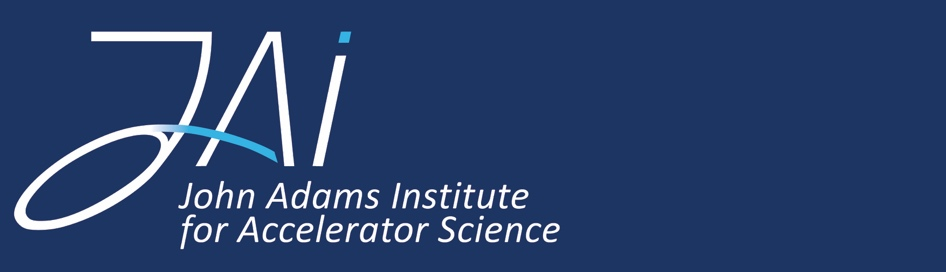 JAi
John Adams Institute
for Accelerator Science